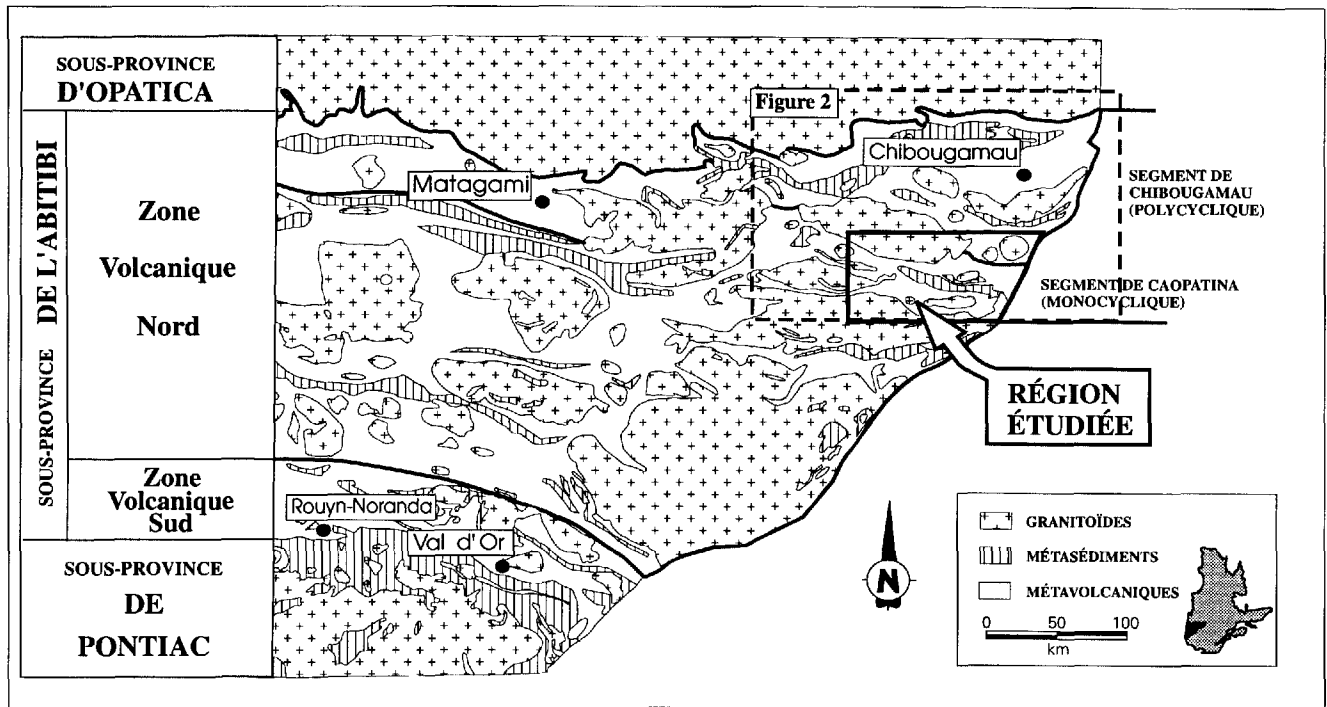 SOUS-PROVINCE
D'OPATICA
SOUS-PROVINCE DE L'ABITIBI
Zone
Volcanique
Nord
Zone
Volcanique
Sud
SOUS-PROVINCE
DE
PONTIAC
Figure 2
Chibougamau
Matagami
Rouyn-Noranda
Val d'Or
SEGMENT DE
CHIBOUGAMAU
(POLYCYCLIQUE)
SEGMENT DE CAOPATINA
(MONOCYCLIQUE)
RÉGION
ÉTUDIÉE
N
GRANITOÏDES
MÉTASÉDIMENTS
MÉTAVOLCANIQUES
0 50 100
km